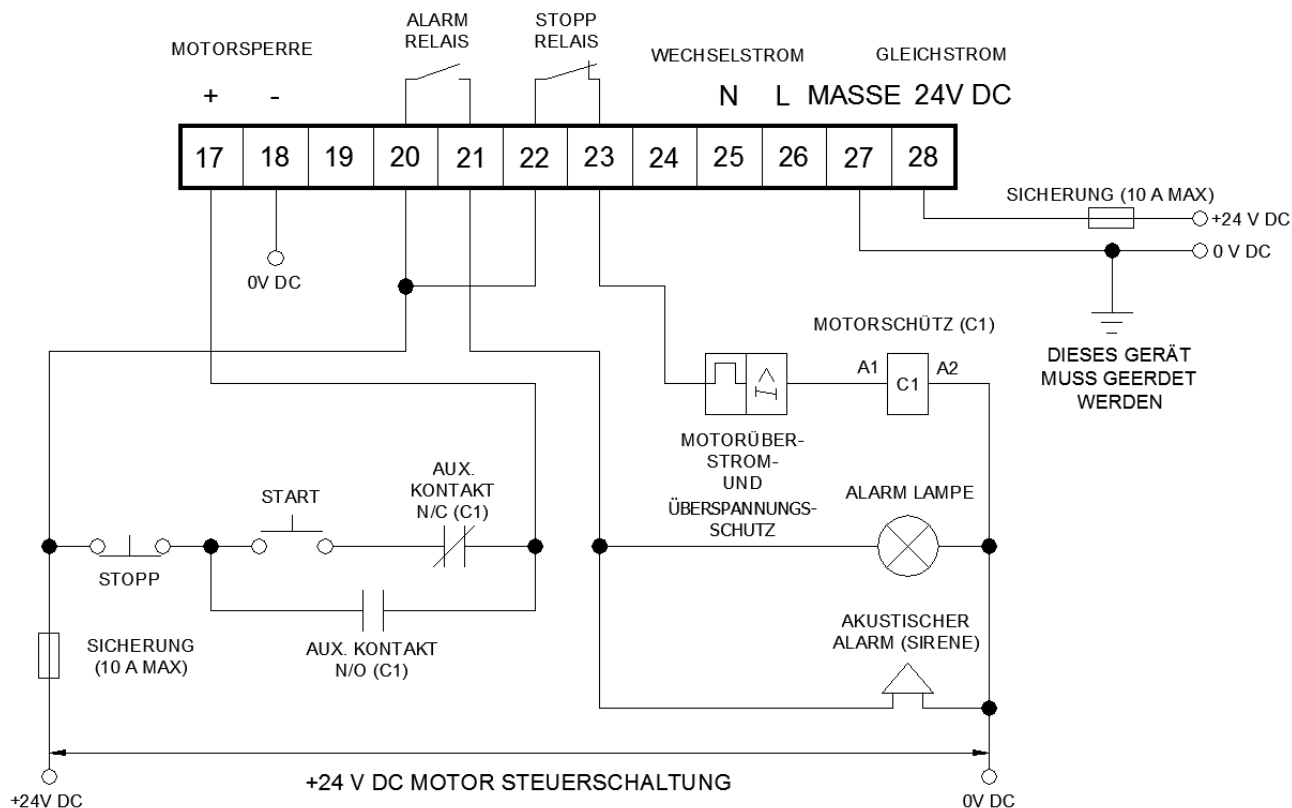 ALARM
RELAIS
STOPP
RELAIS
MOTORSPERRE
WECHSELSTROM
GLEICHSTROM
+ -
N L MASSE 24V DC
17 18 19 20 21 22 23 24 25 26 27 28
SICHERUNG (10 A MAX)
+24 V DC
0 V DC
0V DC
DIESES GERÄT
MUSS GEERDET
WERDEN
MOTORSCHÜTZ (C1)
A1 C1 A2
MOTORÜBER-
STROM-
UND
ÜBERSPANNUNGS-
SCHUTZ
AUX.
KONTAKT
N/C (C1)
START
STOPP
ALARM LAMPE
AUX. KONTAKT
N/O (C1)
SICHERUNG
(10 A MAX)
AKUSTISCHER
ALARM (SIRENE)
+24 V DC MOTOR STEUERSCHALTUNG
+24V DC
0V DC